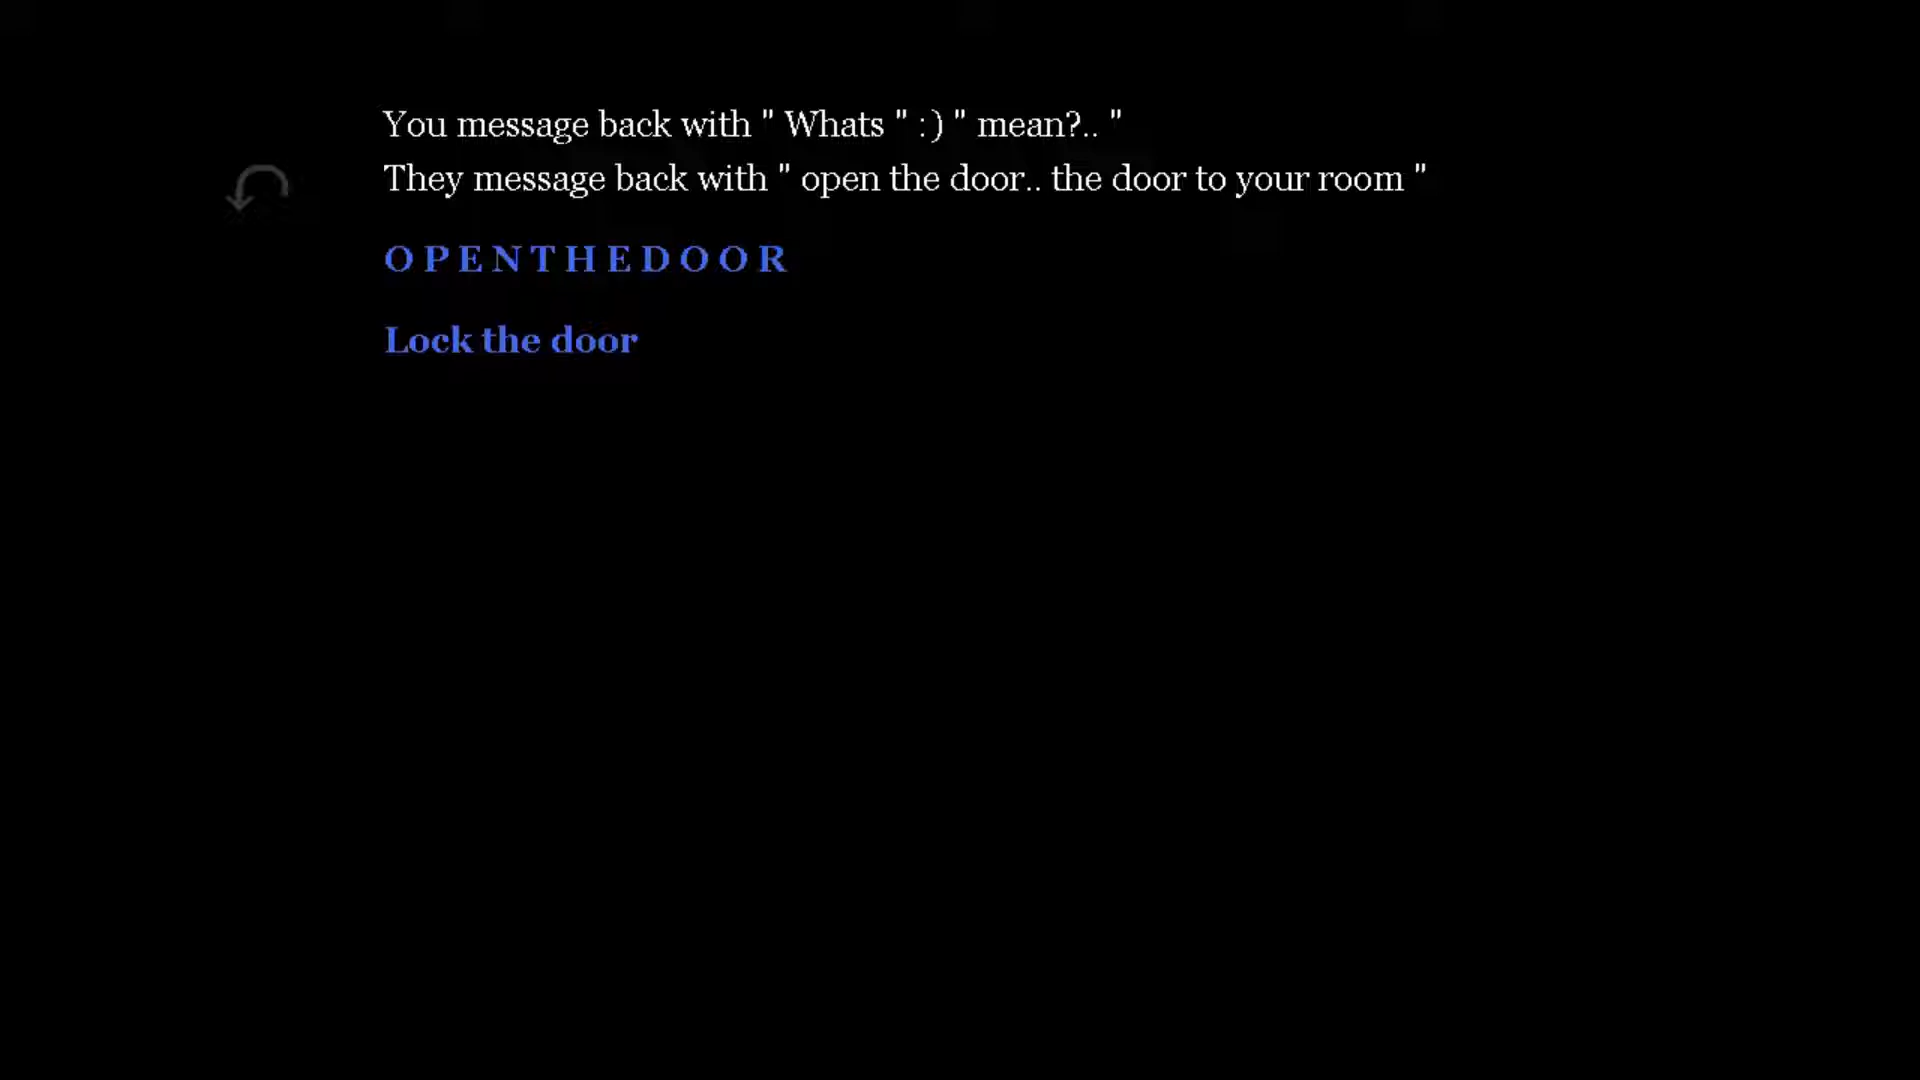 You message back with " Whats " :) " mean?.. "
They message back with " open the door.. the door to your room "
O P E N T H E D O O R
Lock the door